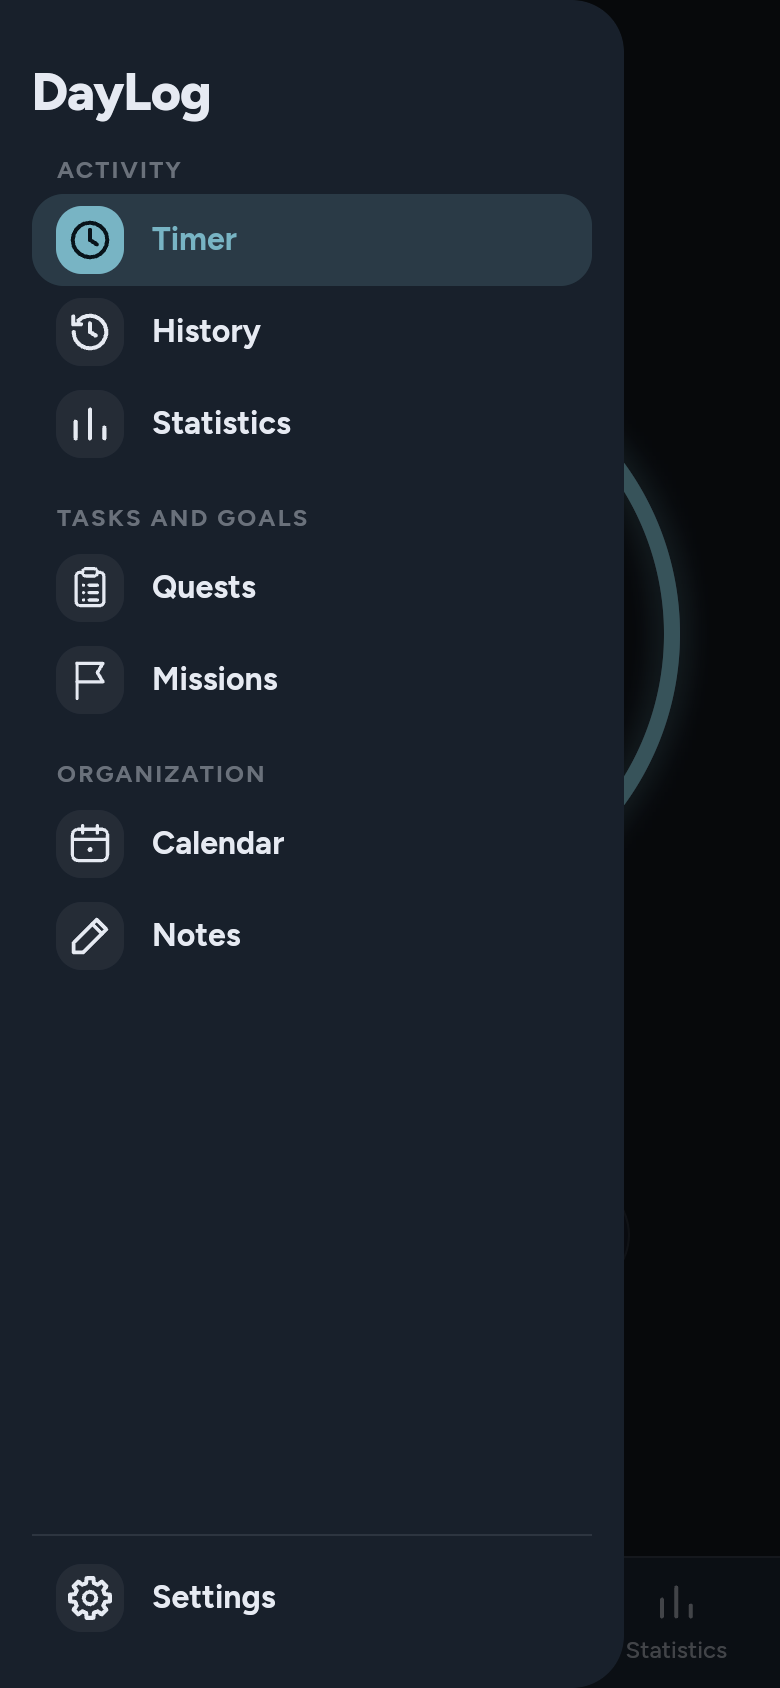 DayLog
ACTIVITY
Timer
History
Statistics
TASKS AND GOALS
Quests
Missions
ORGANIZATION
Calendar
Notes
Settings
Statistics